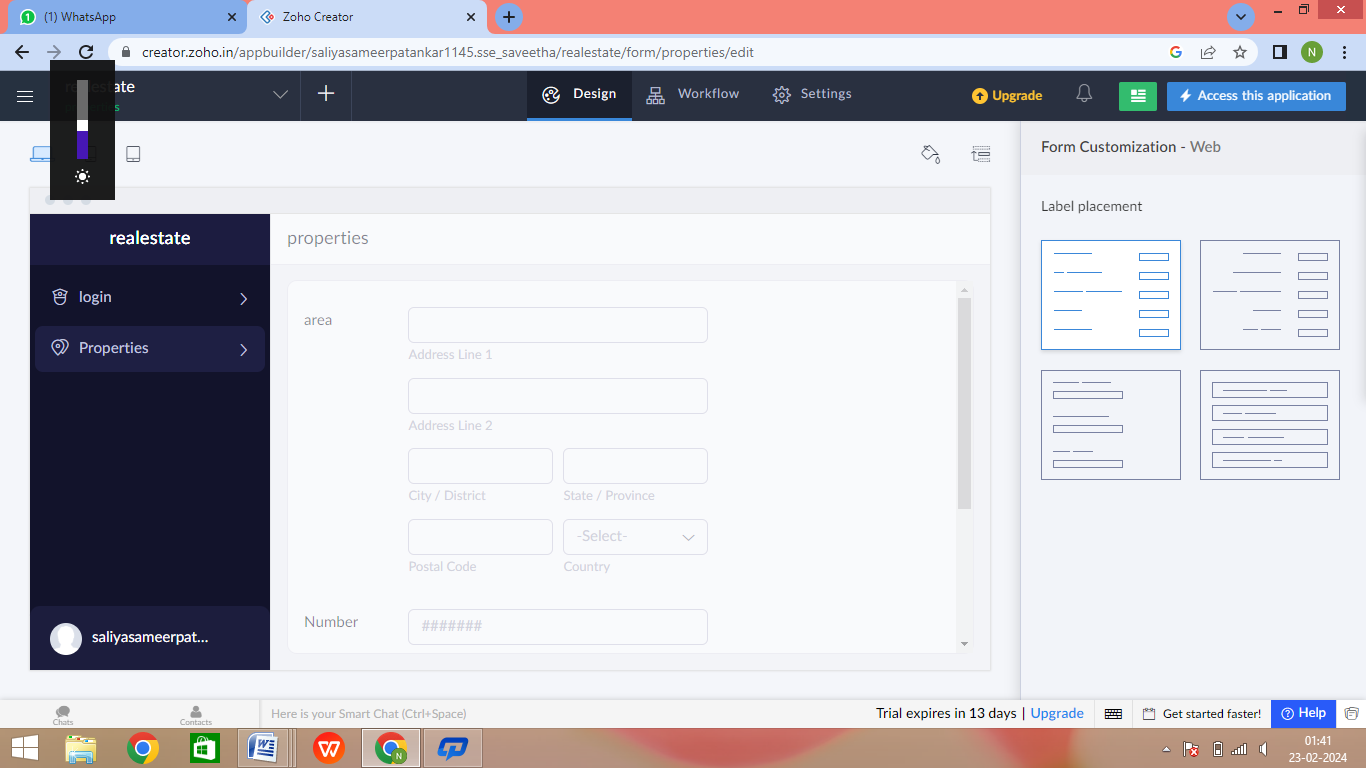 (1) WhatsApp
Zoho Creator
creator.zoho.in/appbuilder/saliyasameerpatankar1145.sse_saveetha/realestate/form/properties/edit
N
Design
Workflow
Settings
Upgrade
Access this application
Form Customization - Web
Label placement
realestate
properties
login
Properties
area
Address Line 1
Address Line 2
City / District
State / Province
-Select-
Postal Code
Country
Number
#######
saliyasameerpat...
Chats
Contacts
Here is your Smart Chat (Ctrl+Space)
Trial expires in 13 days | Upgrade
Get started faster!
Help
01:41
23-02-2024